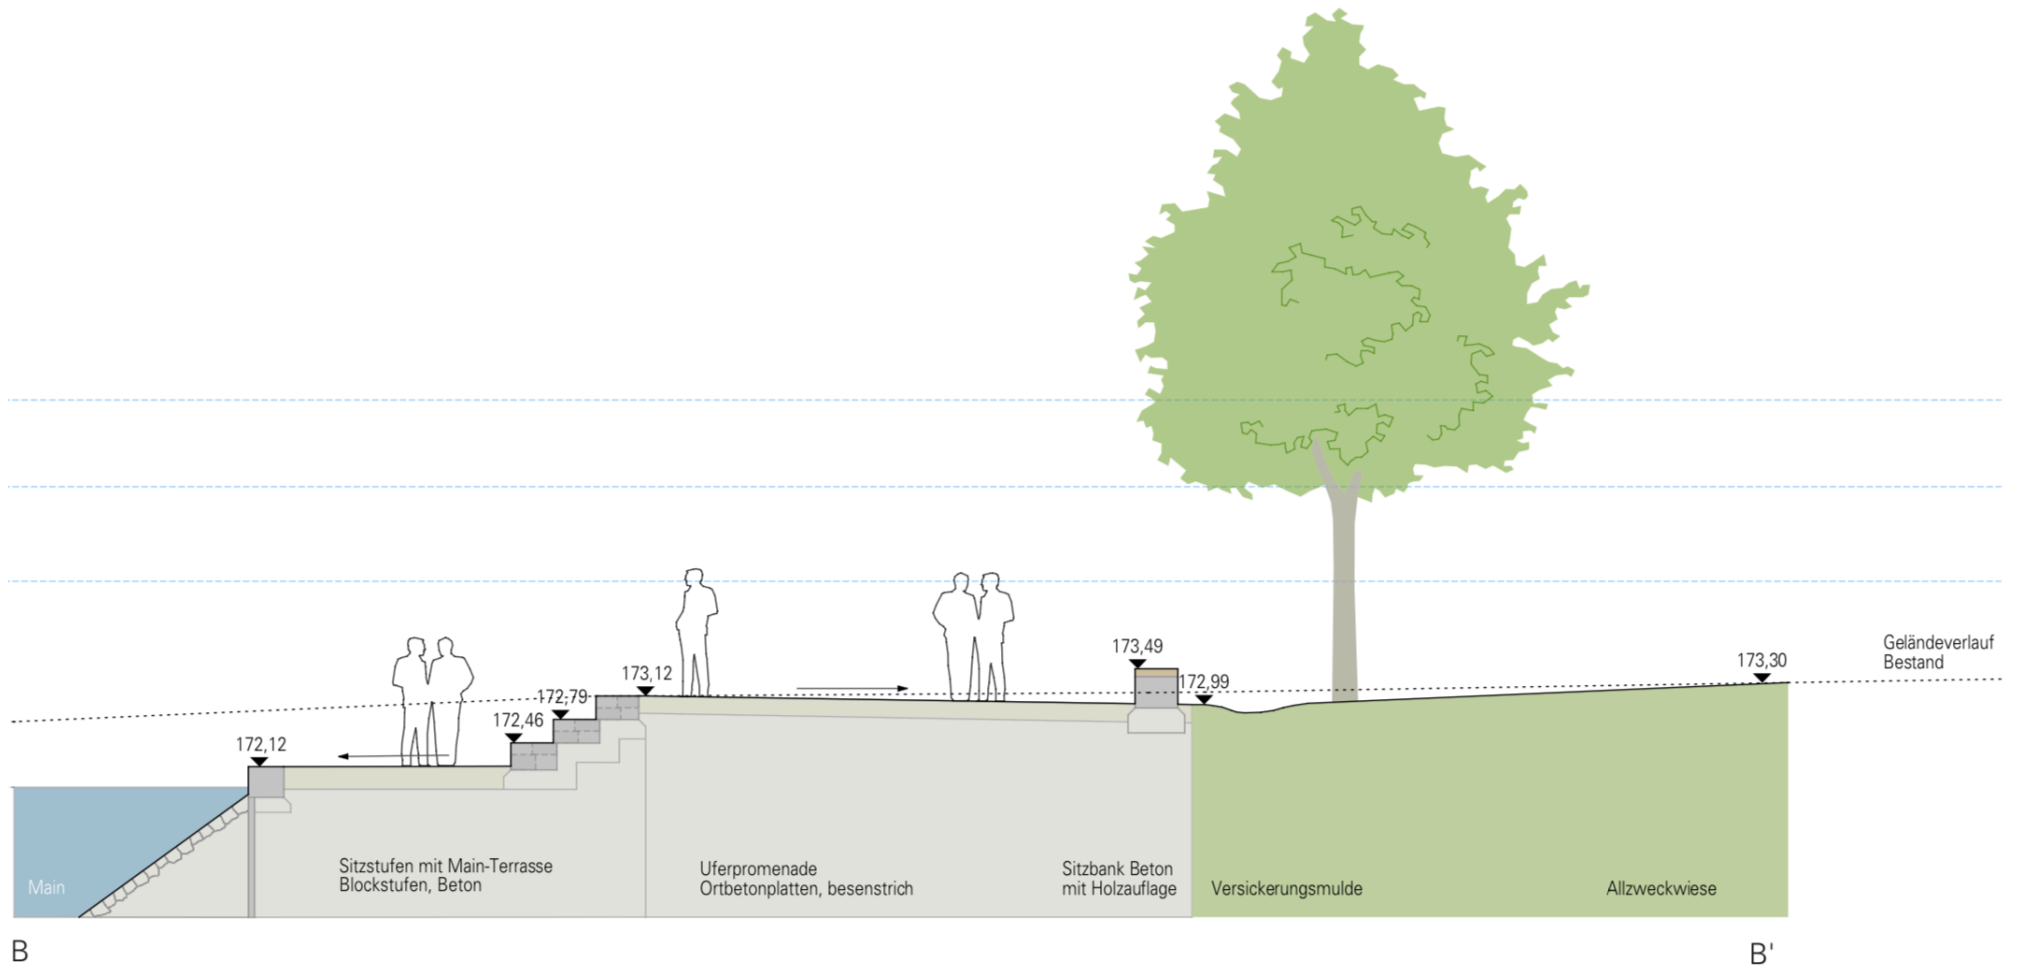 173,49
Geländeverlauf
Bestand
173,30
173,12
172,99
172,79
172,46
172,12
Sitzstufen mit Main-Terrasse
Blockstufen, Beton
Uferpromenade
Ortbetonplatten, besenstrich
Sitzbank Beton
mit Holzauflage
Main
Versickerungsmulde
Allzweckwiese
B
B'